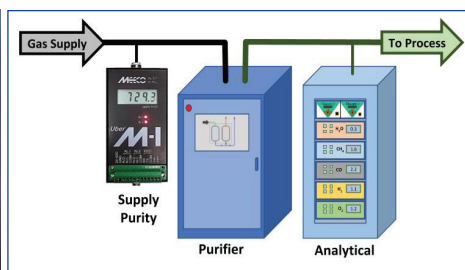 Gas Supply
To Process
MEECO
729.3
Uber
M-I
H₂O 0.1
CH₄ 1.6
CO 2.2
H₂ 1.1
O₂ 1.2
Supply
Purity
Purifier
Analytical